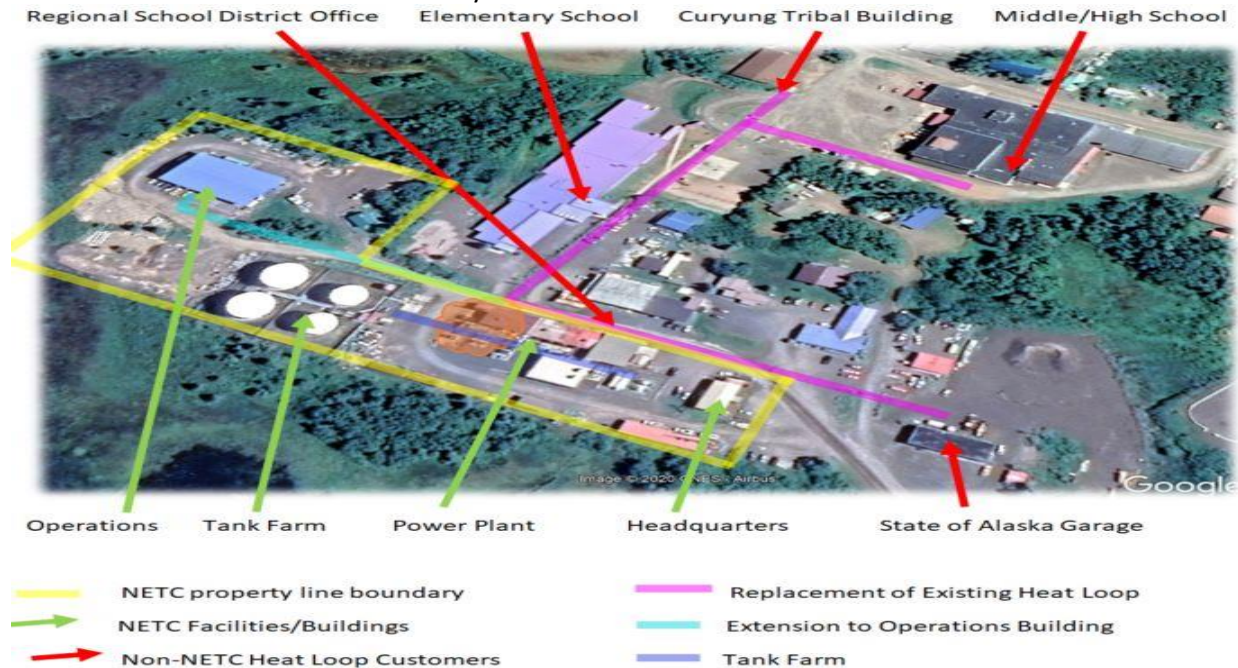 Regional School District Office
Elementary School
Curyung Tribal Building
Middle/High School
Image © 2020 CNES / Airbus
Google
Operations
Tank Farm
Power Plant
Headquarters
State of Alaska Garage
NETC property line boundary
Replacement of Existing Heat Loop
NETC Facilities/Buildings
Extension to Operations Building
Non-NETC Heat Loop Customers
Tank Farm